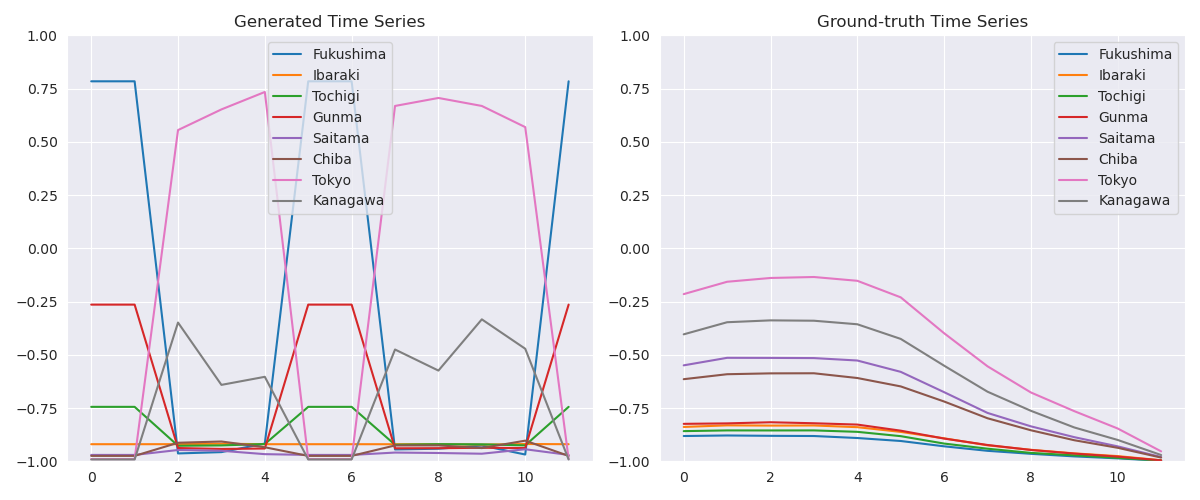 Generated Time Series
1.00
0.75
0.50
0.25
0.00
−0.25
−0.50
−0.75
−1.00
0 2 4 6 8 10
Fukushima
Ibaraki
Tochigi
Gunma
Saitama
Chiba
Tokyo
Kanagawa
Ground-truth Time Series
1.00
0.75
0.50
0.25
0.00
−0.25
−0.50
−0.75
−1.00
0 2 4 6 8 10
Fukushima
Ibaraki
Tochigi
Gunma
Saitama
Chiba
Tokyo
Kanagawa